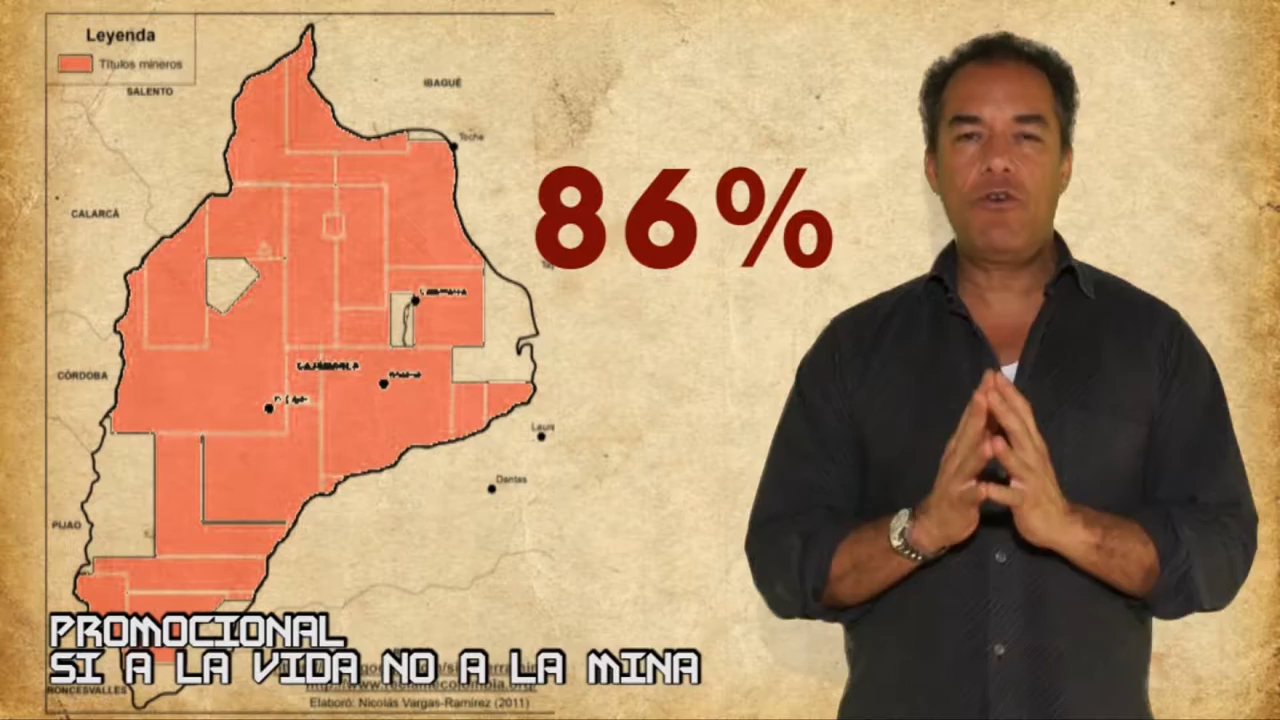 Leyenda
Títulos mineros
SALENTO
IBAGUÉ
Toche
CALARCÁ
86%
CÓRDOBA
Dantas
PIJAO
PROMOCIONAL
SI A LA VIDA NO A LA MINA
RONCESVALLES
Elaboró: Nicolás Vargas-Ramírez (2011)